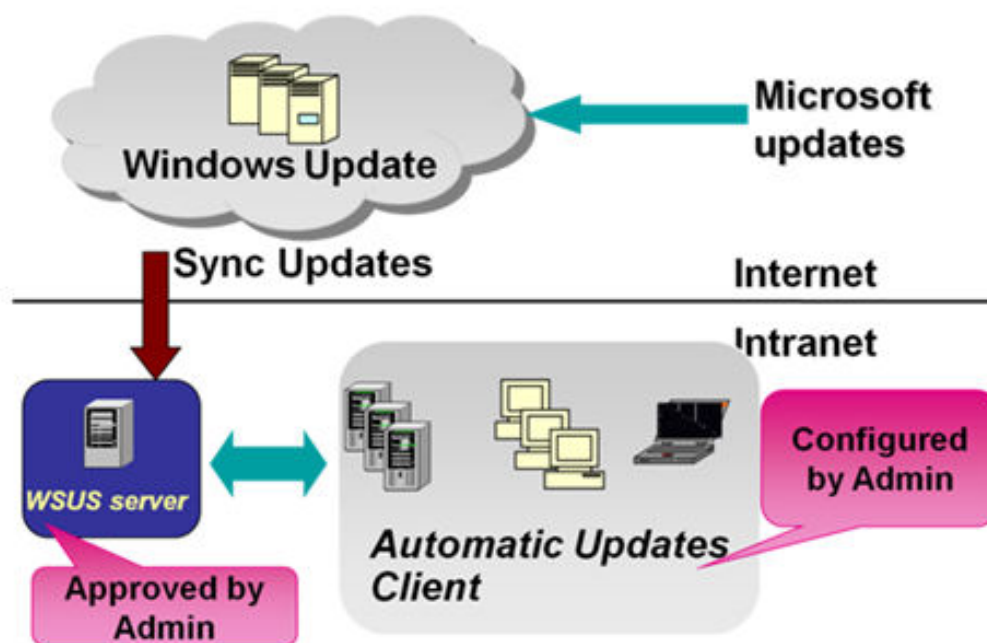 Windows Update
Microsoft
updates
Sync Updates
Internet
Intranet
WSUS server
Configured
by Admin
Automatic Updates
Client
Approved by
Admin